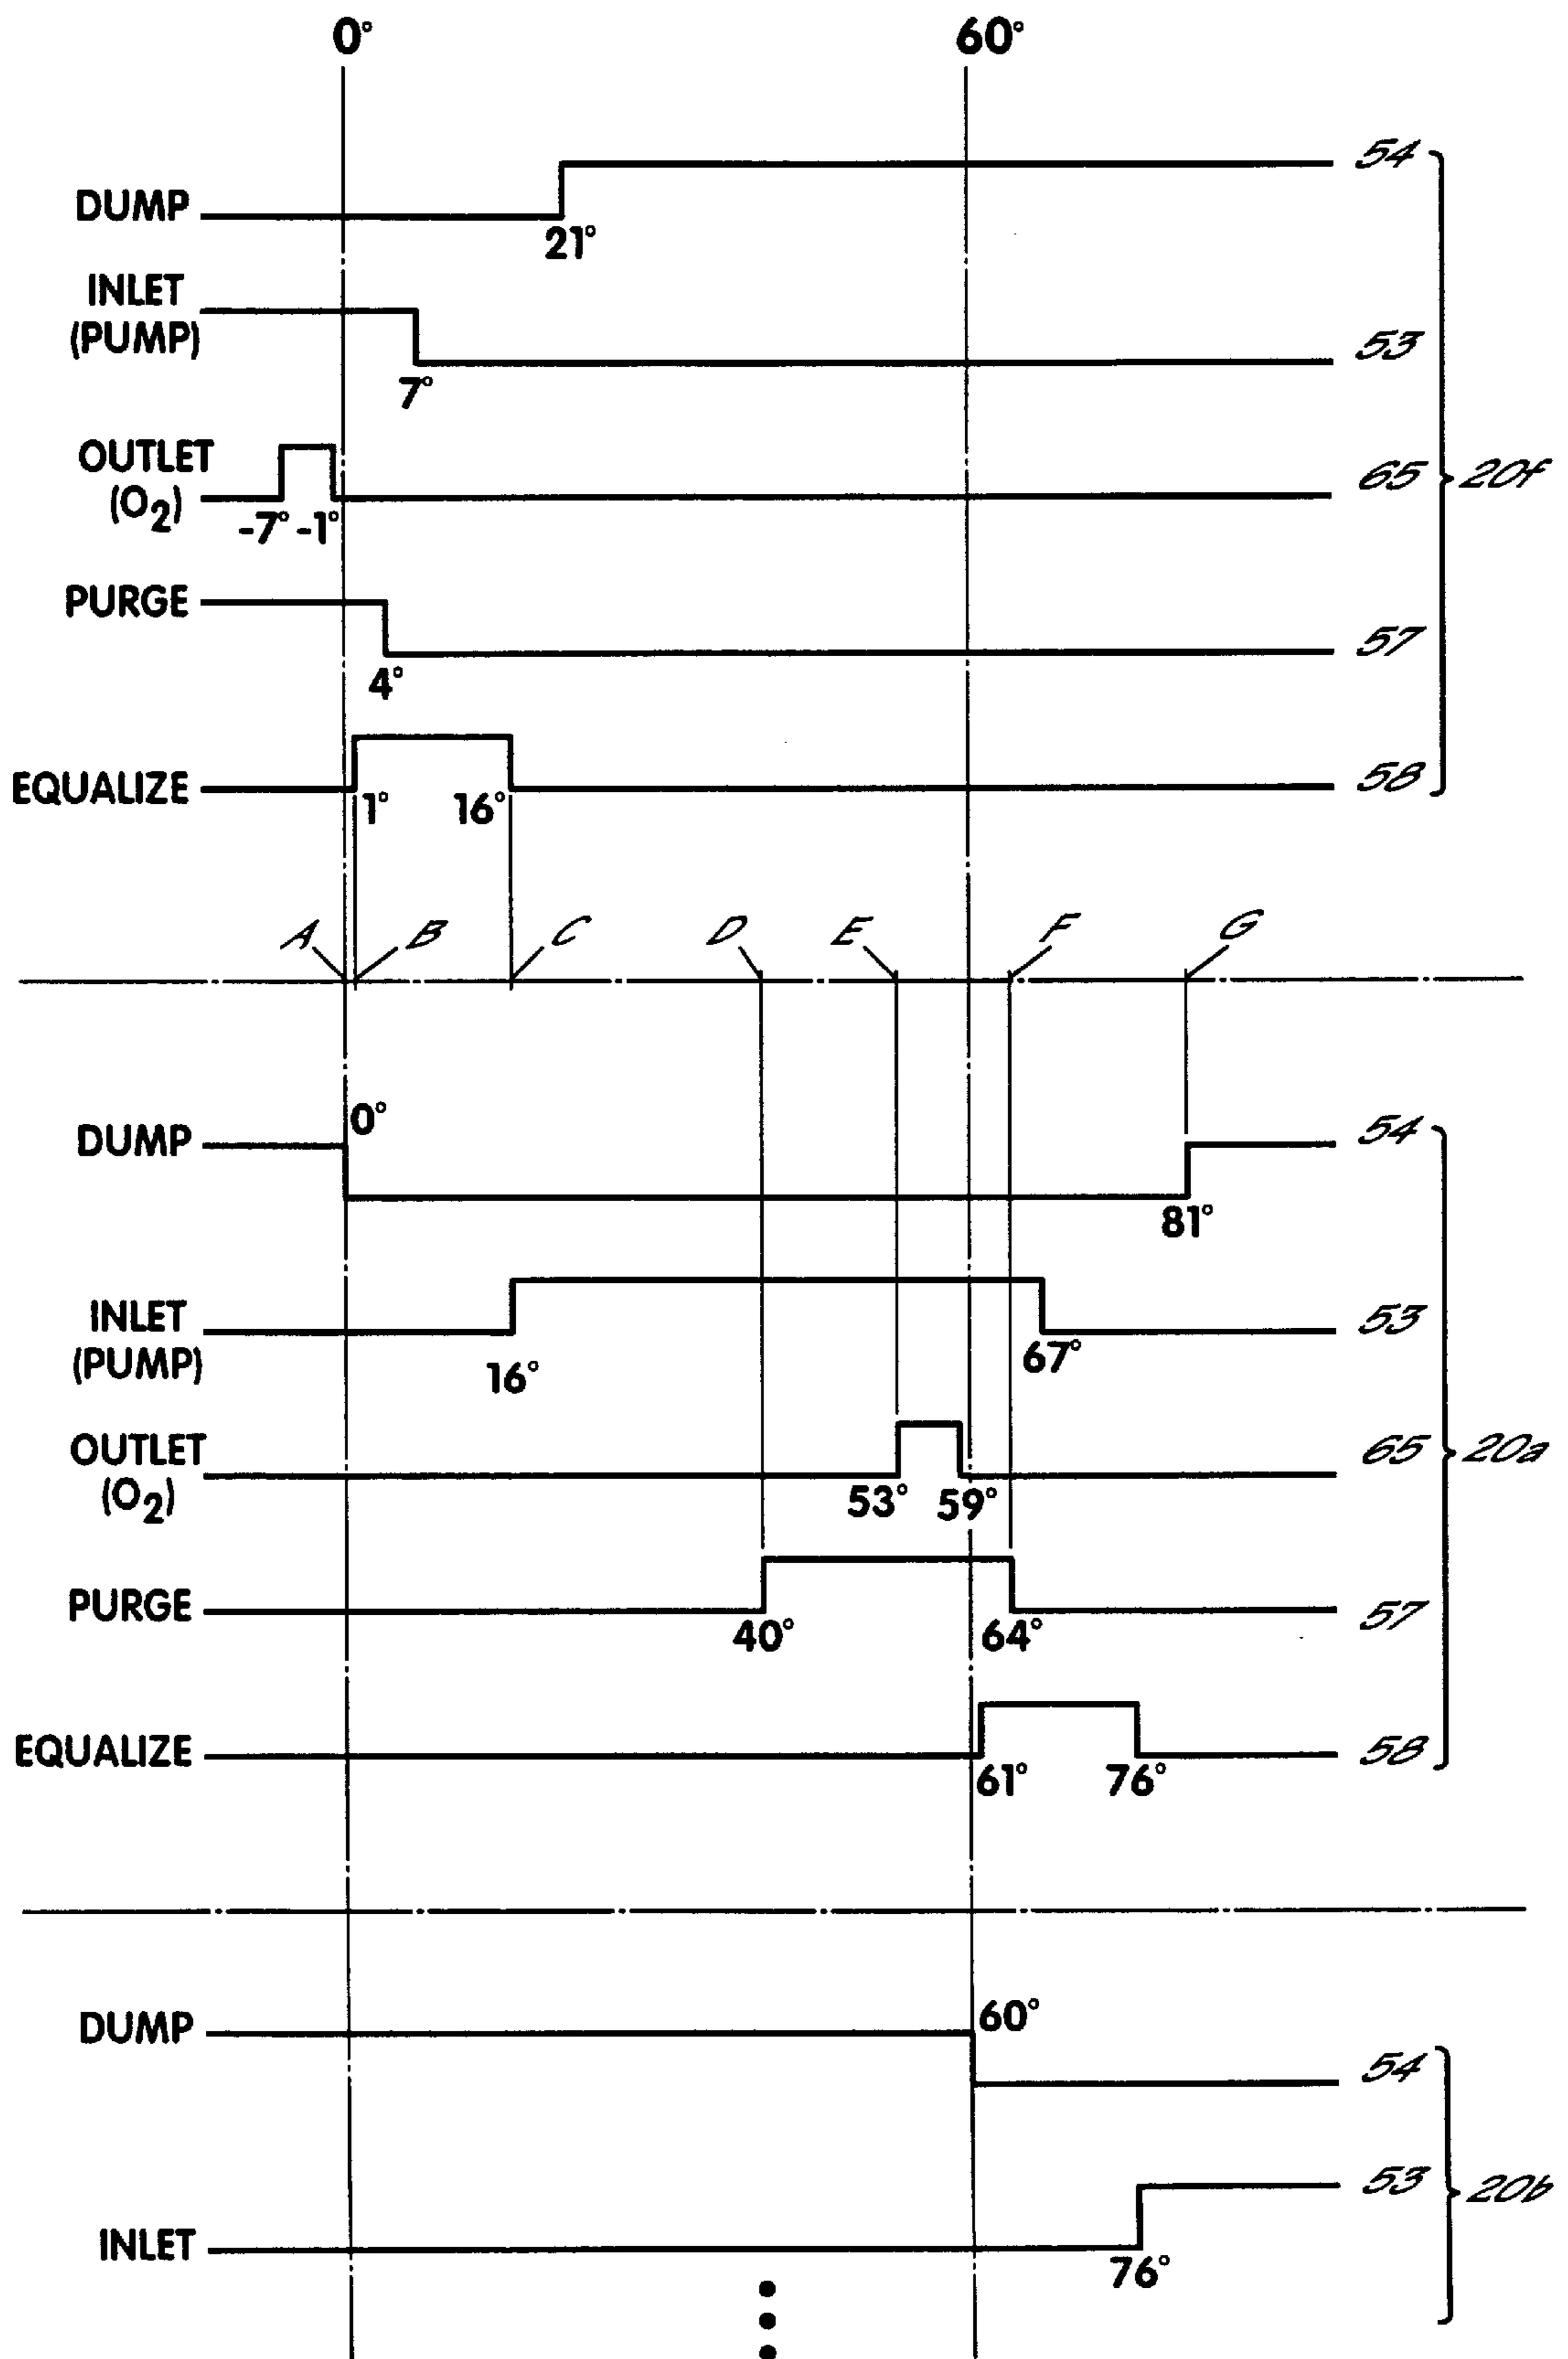 0° 60°
DUMP 54
21°
INLET
(PUMP) 53
7°
OUTLET
(O2) 65 20f
-7° -1°
PURGE 57
4°
EQUALIZE 58
1° 16°
A B C D E F G
0°
DUMP 54
81°
INLET
(PUMP) 53
16° 67°
OUTLET
(O2) 65 20a
53° 59°
PURGE 57
40° 64°
EQUALIZE 58
61° 76°
60°
DUMP 54
53 20b
INLET
76°